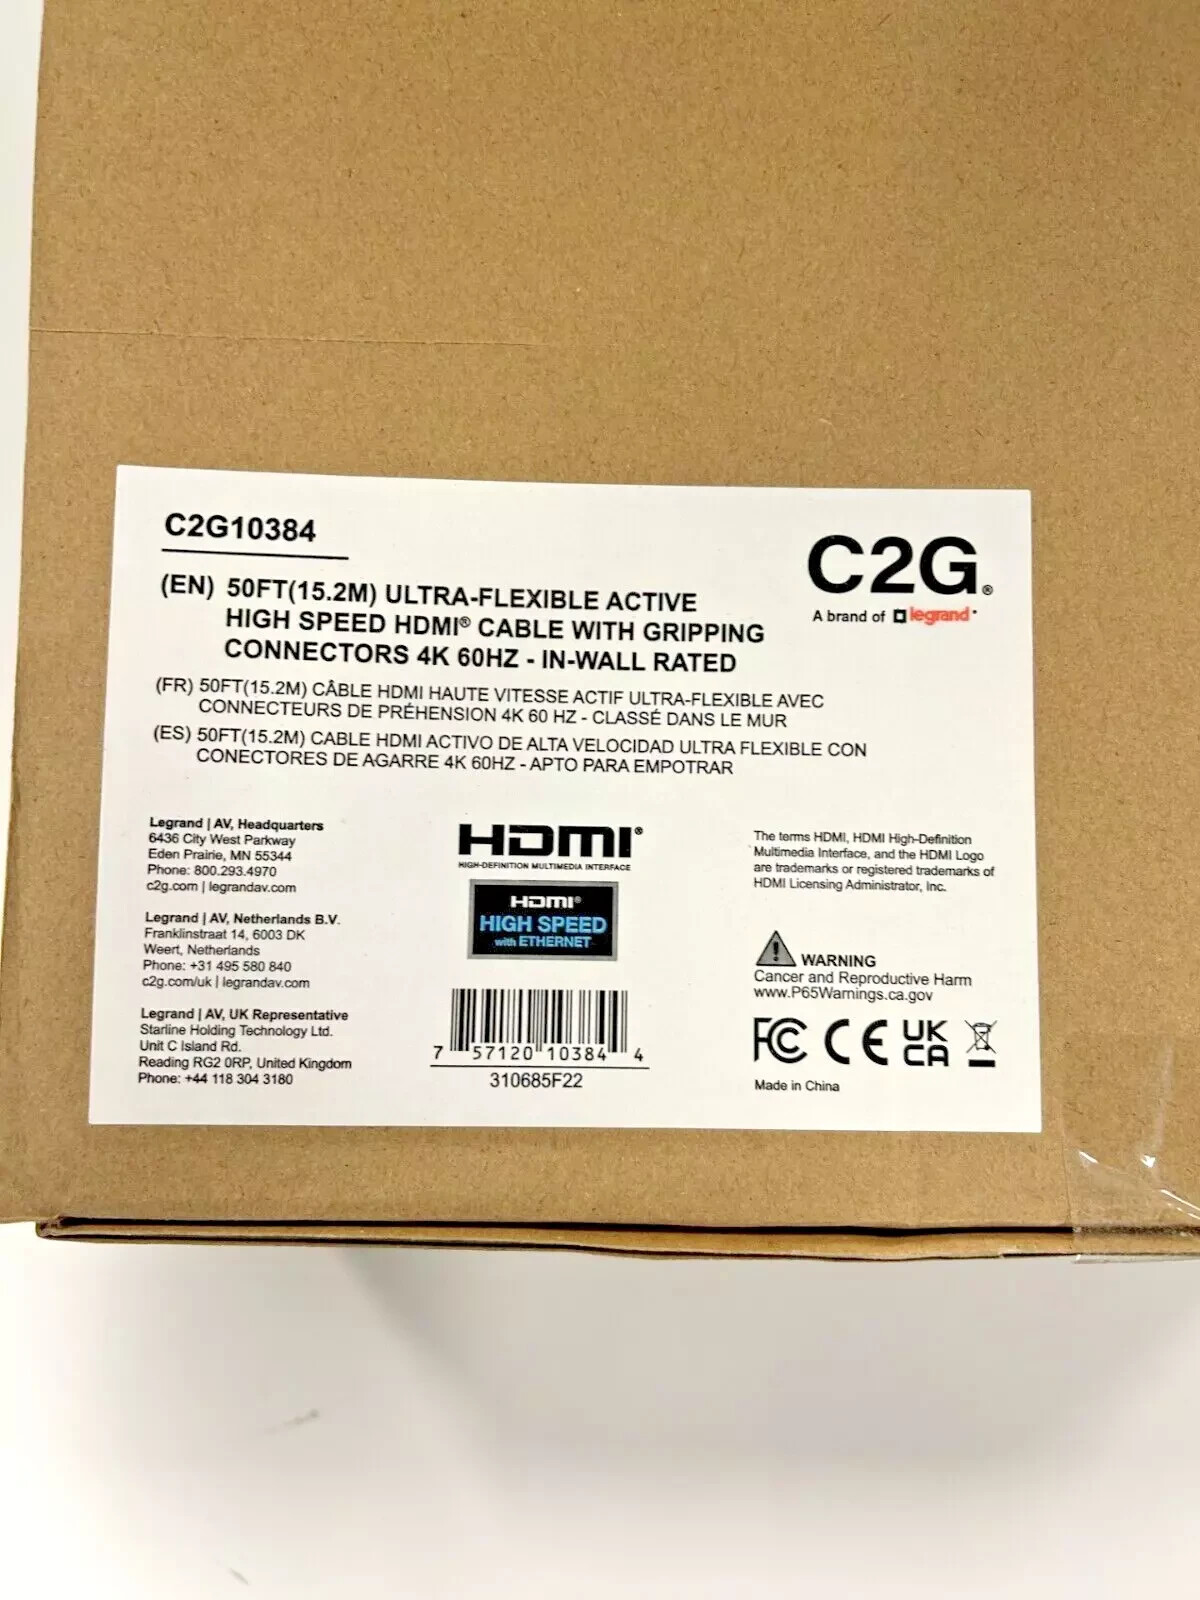 C2G10384
C2G®
A brand of legrand®
(EN) 50FT(15.2M) ULTRA-FLEXIBLE ACTIVE
HIGH SPEED HDMI® CABLE WITH GRIPPING
CONNECTORS 4K 60HZ - IN-WALL RATED
(FR) 50FT(15.2M) CÂBLE HDMI HAUTE VITESSE ACTIF ULTRA-FLEXIBLE AVEC
CONNECTEURS DE PRÉHENSION 4K 60 HZ - CLASSÉ DANS LE MUR
(ES) 50FT(15.2M) CABLE HDMI ACTIVO DE ALTA VELOCIDAD ULTRA FLEXIBLE CON
CONECTORES DE AGARRE 4K 60HZ - APTO PARA EMPOTRAR
Legrand | AV, Headquarters
6436 City West Parkway
Eden Prairie, MN 55344
Phone: 800.293.4970
c2g.com | legrandav.com
Legrand | AV, Netherlands B.V.
Franklinstraat 14, 6003 DK
Weert, Netherlands
Phone: +31 495 580 840
c2g.com/uk | legrandav.com
Legrand | AV, UK Representative
Starline Holding Technology Ltd.
Unit C Island Rd.
Reading RG2 0RP, United Kingdom
Phone: +44 118 304 3180
HDMI®
HIGH-DEFINITION MULTIMEDIA INTERFACE
HDMI®
HIGH SPEED
with ETHERNET
7 57120 10384 4
310685F22
The terms HDMI, HDMI High-Definition
Multimedia Interface, and the HDMI Logo
are trademarks or registered trademarks of
HDMI Licensing Administrator, Inc.
WARNING
Cancer and Reproductive Harm
www.P65Warnings.ca.gov
FC CE UK
CA
Made in China